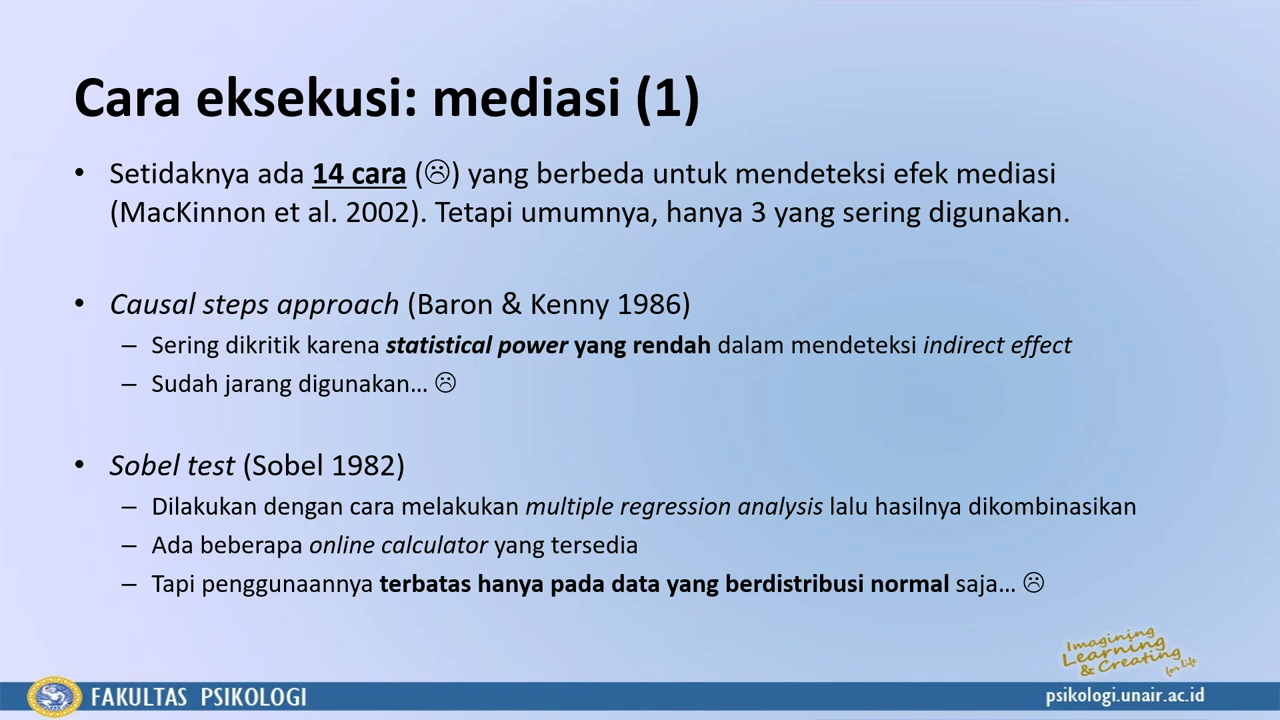 Cara eksekusi: mediasi (1)
• Setidaknya ada 14 cara (☹) yang berbeda untuk mendeteksi efek mediasi
(MacKinnon et al. 2002). Tetapi umumnya, hanya 3 yang sering digunakan.
• Causal steps approach (Baron & Kenny 1986)
– Sering dikritik karena statistical power yang rendah dalam mendeteksi indirect effect
– Sudah jarang digunakan… ☹
• Sobel test (Sobel 1982)
– Dilakukan dengan cara melakukan multiple regression analysis lalu hasilnya dikombinasikan
– Ada beberapa online calculator yang tersedia
– Tapi penggunaannya terbatas hanya pada data yang berdistribusi normal saja… ☹
Imagining
Learning
& Creating
for life
FAKULTAS PSIKOLOGI
psikologi.unair.ac.id